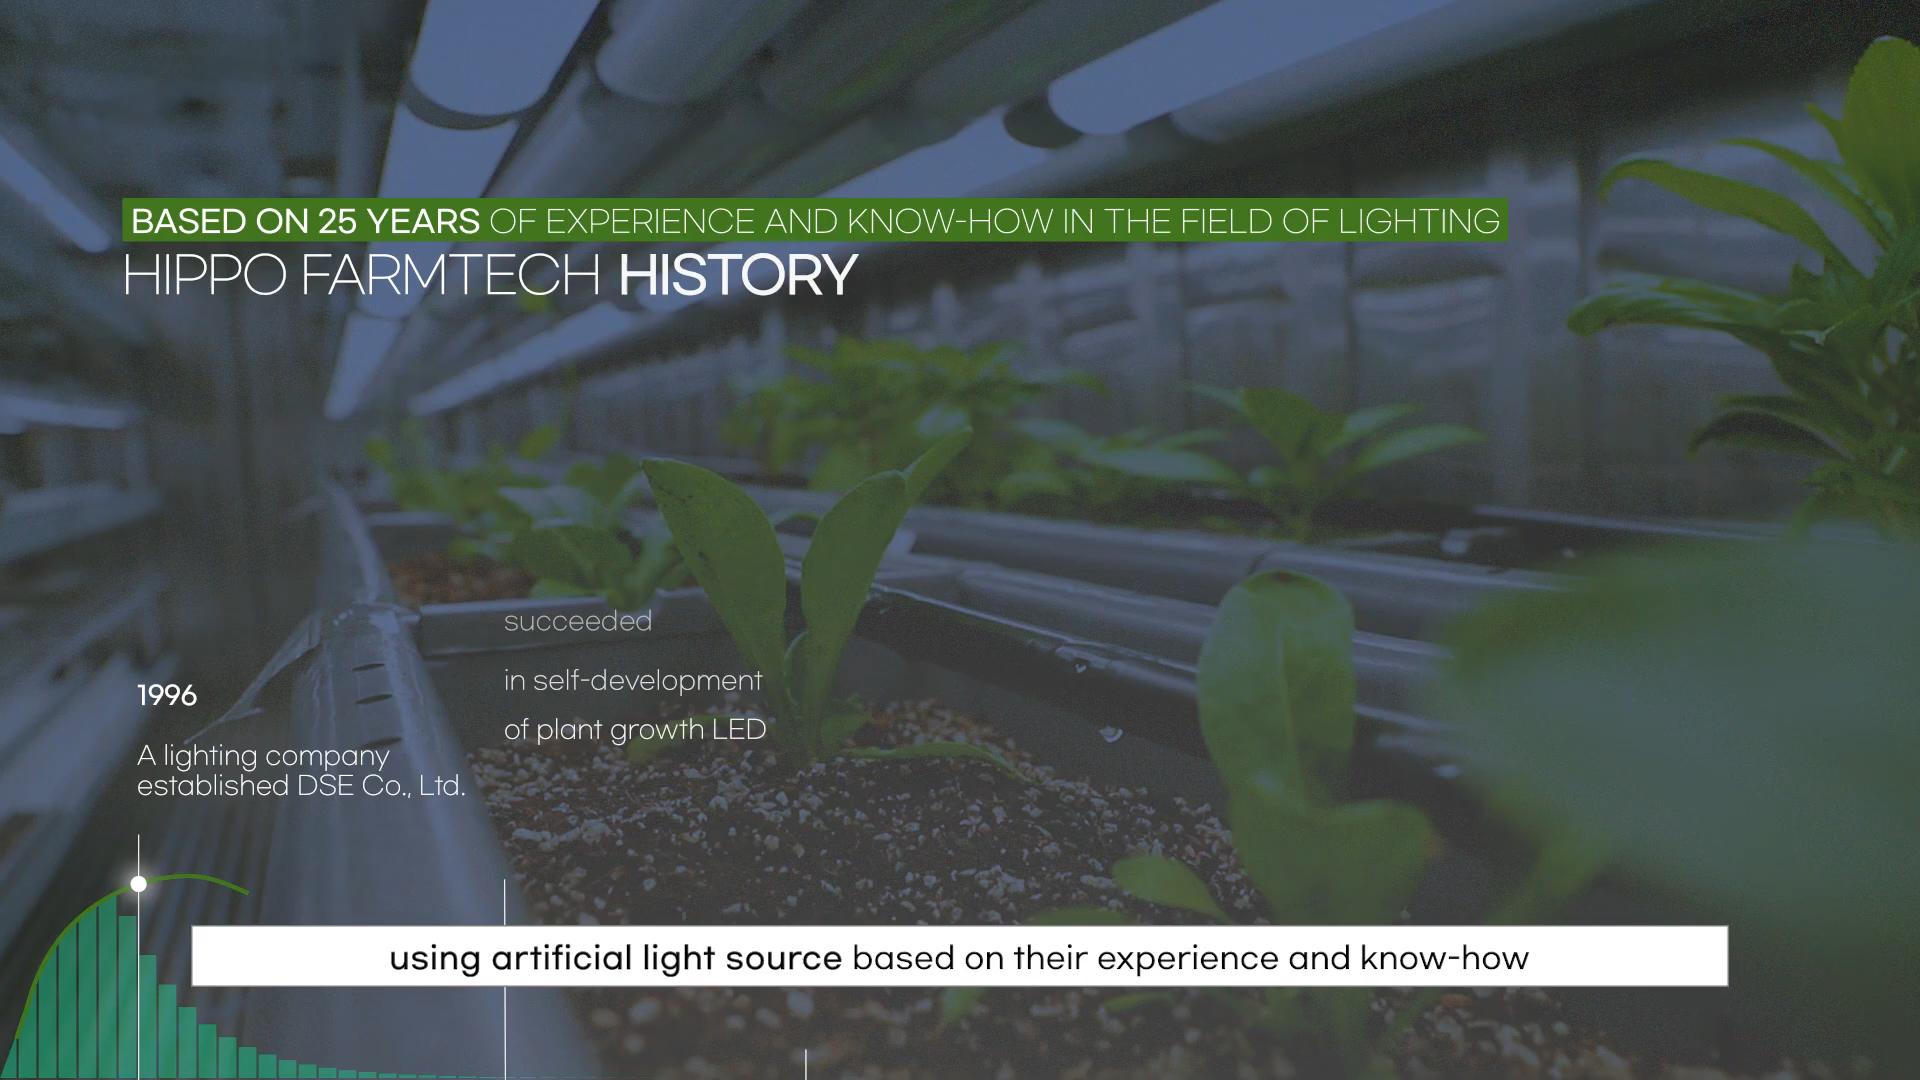 BASED ON 25 YEARS OF EXPERIENCE AND KNOW-HOW IN THE FIELD OF LIGHTING
HIPPO FARMTECH HISTORY
1996
A lighting company
established DSE Co., Ltd.
succeeded
in self-development
of plant growth LED
using artificial light source based on their experience and know-how